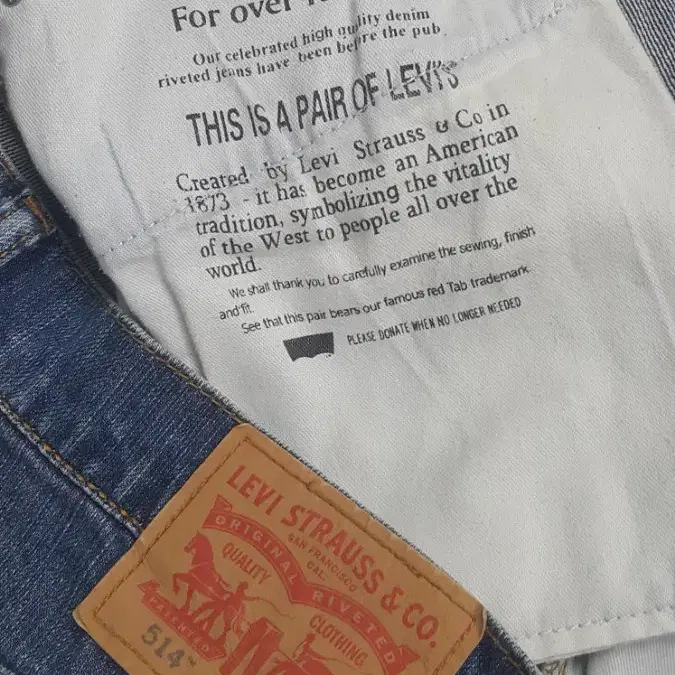 For over
Our celebrated high quality denim
riveted jeans have been before the pub
THIS IS A PAIR OF LEVI'S
Created by Levi Strauss & Co in
1873 - it has become an American
tradition, symbolizing the vitality
of the West to people all over the
world.
We shall thank you to carefully examine the sewing, finish
and fit.
See that this pair bears our famous red Tab trademark.
PLEASE DONATE WHEN NO LONGER NEEDED
LEVI STRAUSS & CO.
SAN FRANCISCO
CAL.
ORIGINAL RIVETED
QUALITY CLOTHING
PATENTED
514™